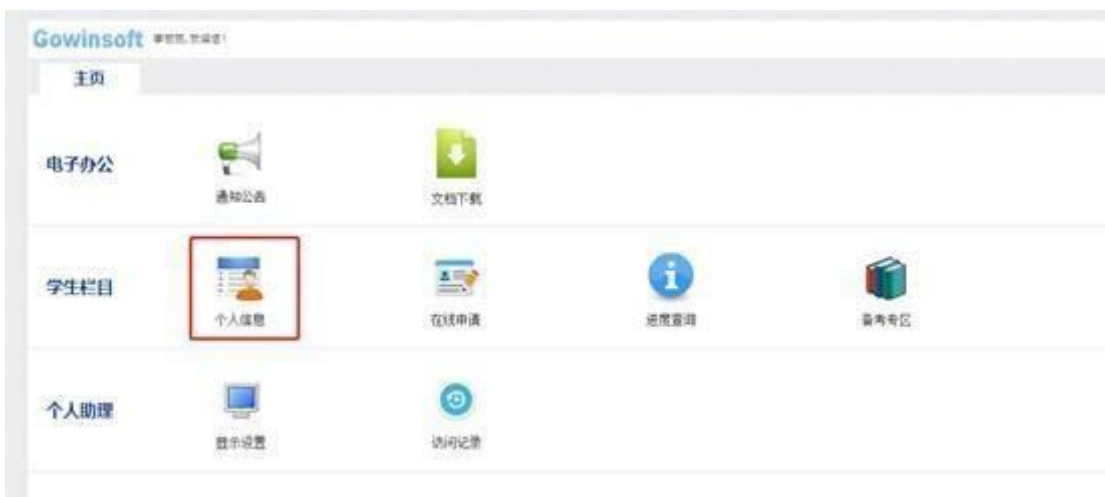 Gowinsoft
主页
电子办公
通知公告
文档下载
学生栏目
个人信息
在线申请
进度查询
备考专区
个人助理
显示设置
访问记录